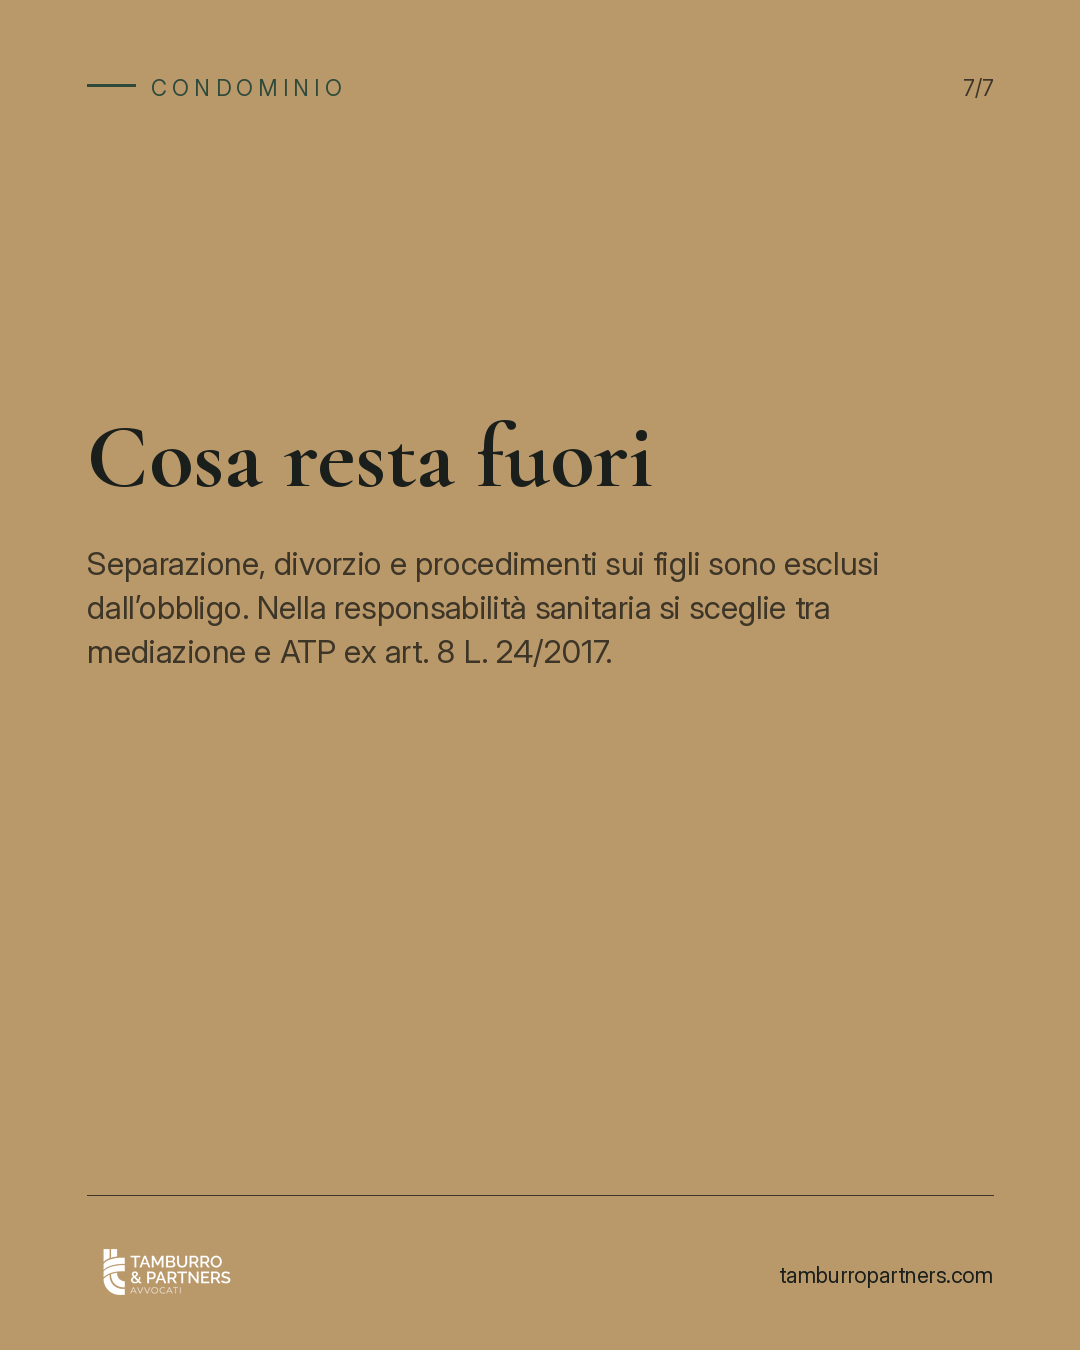 CONDOMINIO
7/7
Cosa resta fuori
Separazione, divorzio e procedimenti sui figli sono esclusi
dall’obbligo. Nella responsabilità sanitaria si sceglie tra
mediazione e ATP ex art. 8 L. 24/2017.
TAMBURRO
& PARTNERS
AVVOCATI
tamburropartners.com